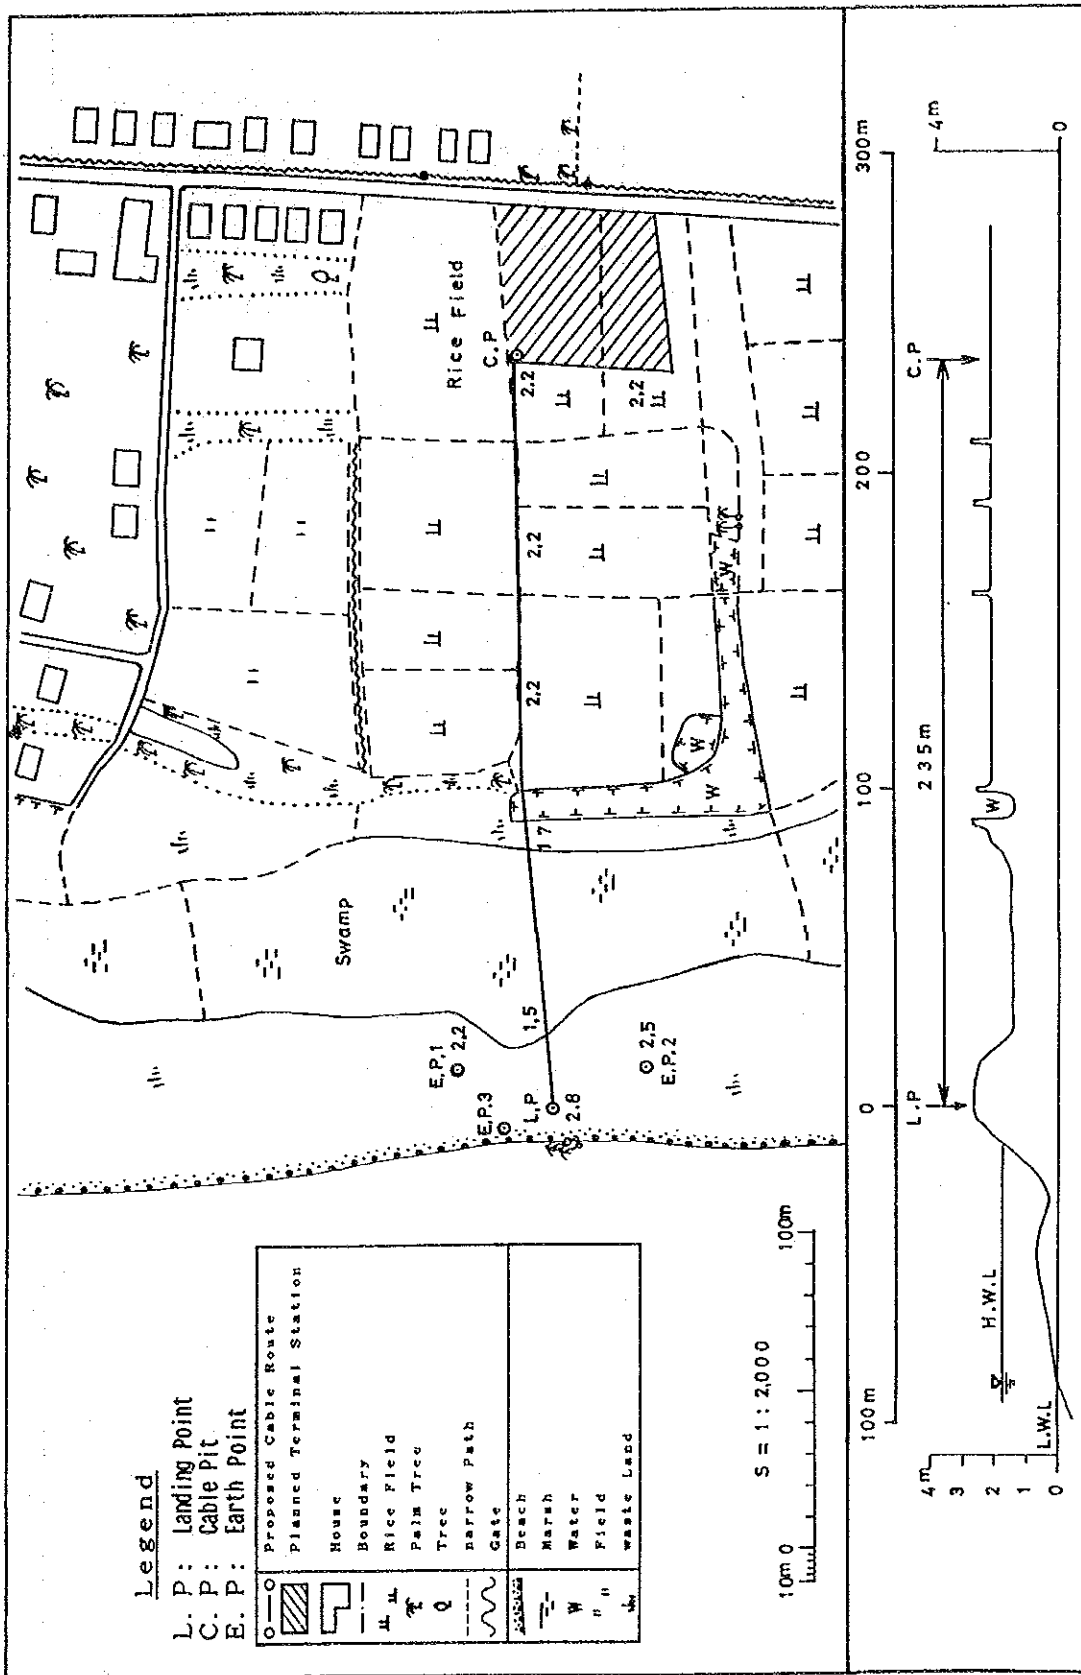 Legend
L. P : Landing Point
C. P : Cable Pit
E. P : Earth Point
Proposed Cable Route
Planned Terminal Station
House
Boundary
Rice Field
Palm Tree
Tree
narrow Path
Gate
Beach
Marsh
W Water
Field
waste Land
S = 1 : 2,000
10m 0 100m
Swamp
Rice Field
C.P
2.2
2.2
2.2
2.2
1.7
1,5
E.P.1
2.2
E.P.3
L.P
2.8
2,5
E.P.2
W
W
W
100m 0 100 200 300m
L.P
235m
C.P
4m
3
2
1
0
H.W.L
L.W.L
W
4m
0